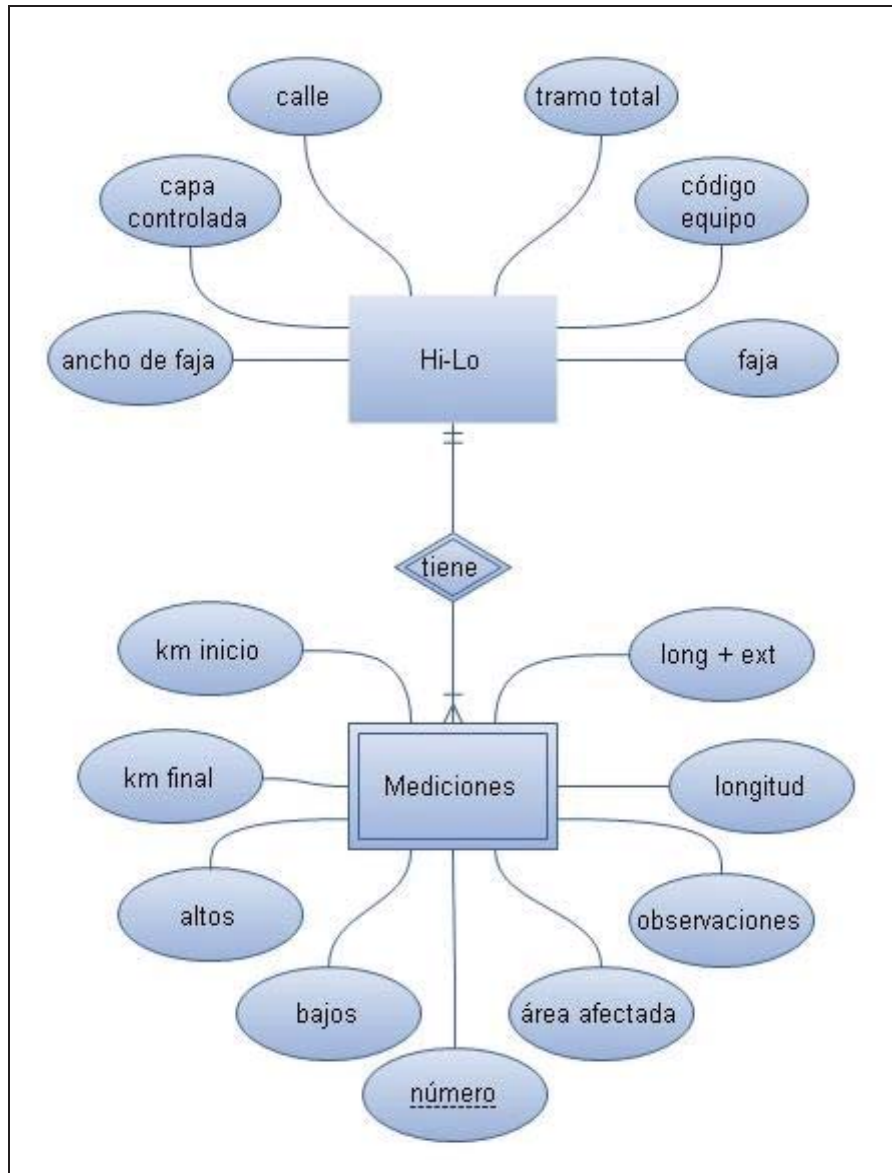 calle
tramo total
capa
controlada
código
equipo
ancho de faja
Hi-Lo
faja
tiene
km inicio
long + ext
km final
Mediciones
longitud
altos
observaciones
bajos
área afectada
número